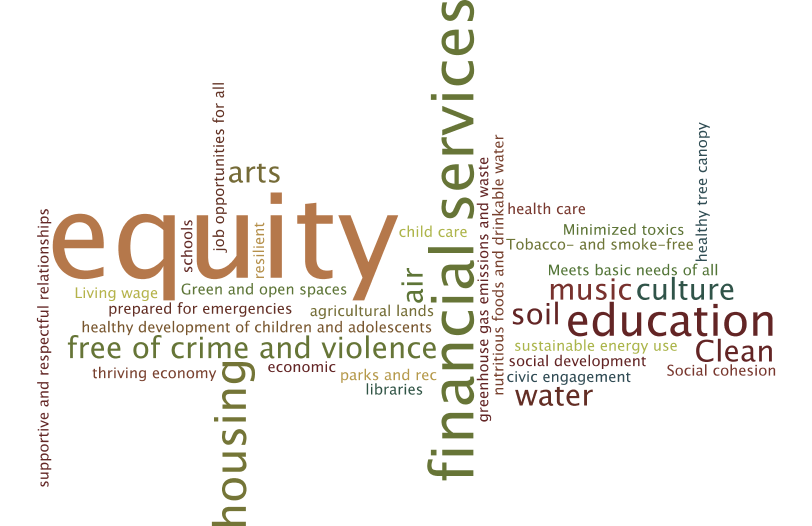 financial services
job opportunities for all
healthy tree canopy
nutritious foods and drinkable water
greenhouse gas emissions and waste
arts
equity
supportive and respectful relationships
schools
resilient
child care
health care
Minimized toxics
Tobacco- and smoke-free
air
Meets basic needs of all
Living wage
Green and open spaces
music
culture
prepared for emergencies
agricultural lands
soil
education
healthy development of children and adolescents
free of crime and violence
sustainable energy use
Clean
social development
Social cohesion
thriving economy
economic
parks and rec
civic engagement
libraries
water
housing